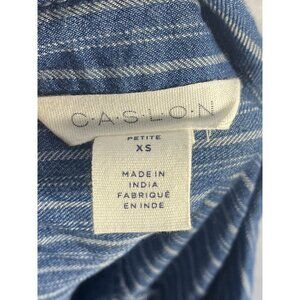 C·A·S·L·O·N
PETITE
XS
MADE IN
INDIA
FABRIQUÉ
EN INDE